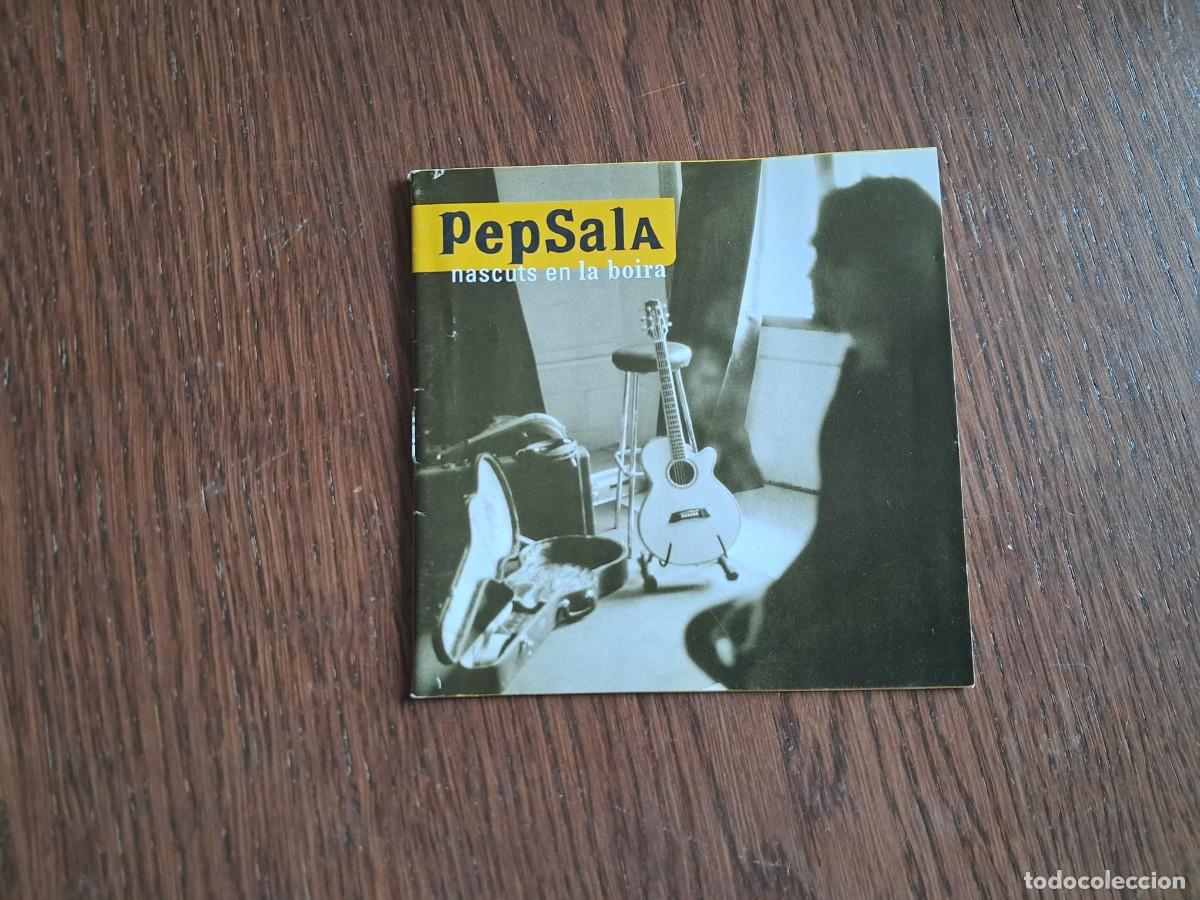 PepSalA
nascuts en la boira
todocoleccion